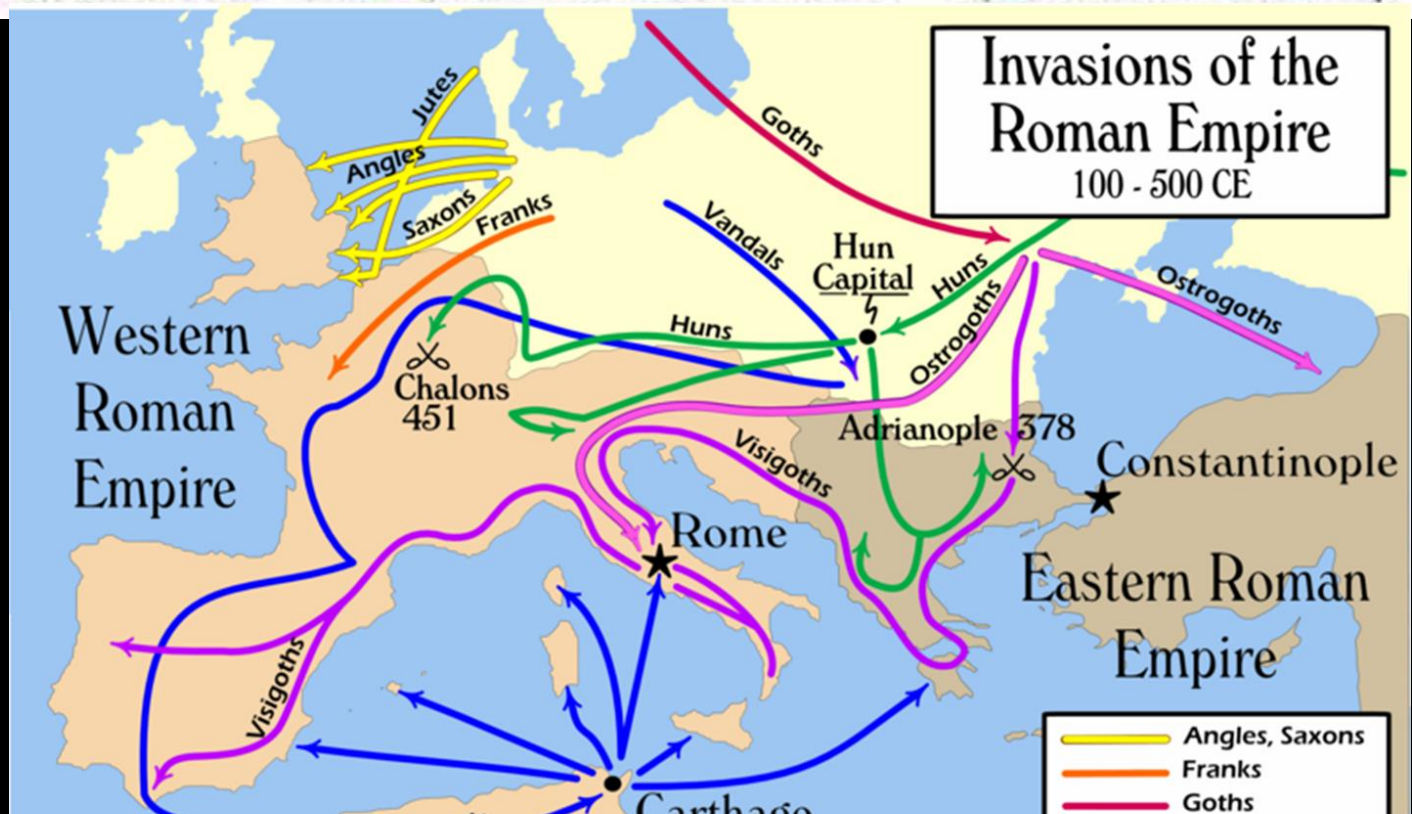 Invasions of the
Roman Empire
100 - 500 CE
Jutes
Angles
Saxons
Franks
Goths
Vandals
Hun
Capital
Huns
Ostrogoths
Ostrogoths
Huns
Western
Roman
Empire
Chalons
451
Adrianople 378
Visigoths
Constantinople
Rome
Eastern Roman
Empire
Visigoths
Carthage
Angles, Saxons
Franks
Goths